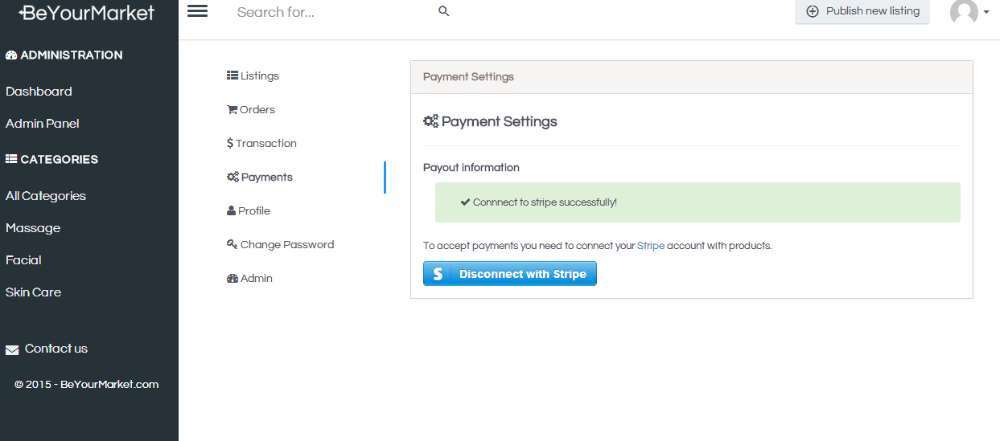 BeYourMarket
Search for...
Publish new listing
ADMINISTRATION
Dashboard
Admin Panel
CATEGORIES
All Categories
Massage
Facial
Skin Care
Contact us
© 2015 - BeYourMarket.com
Listings
Orders
$ Transaction
Payments
Profile
Change Password
Admin
Payment Settings
Payment Settings
Payout information
Connnect to stripe successfully!
To accept payments you need to connect your Stripe account with products.
S Disconnect with Stripe